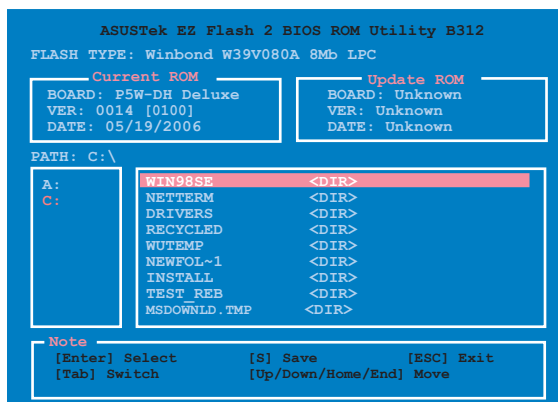 ASUSTek EZ Flash 2 BIOS ROM Utility B312
FLASH TYPE: Winbond W39V080A 8Mb LPC
Current ROM
BOARD: P5W-DH Deluxe
VER: 0014 [0100]
DATE: 05/19/2006
Update ROM
BOARD: Unknown
VER: Unknown
DATE: Unknown
PATH: C:\
A:
C:
WIN98SE <DIR>
NETTERM <DIR>
DRIVERS <DIR>
RECYCLED <DIR>
WUTEMP <DIR>
NEWFOL~1 <DIR>
INSTALL <DIR>
TEST_REB <DIR>
MSDOWNLD.TMP <DIR>
Note
[Enter] Select [S] Save [ESC] Exit
[Tab] Switch [Up/Down/Home/End] Move